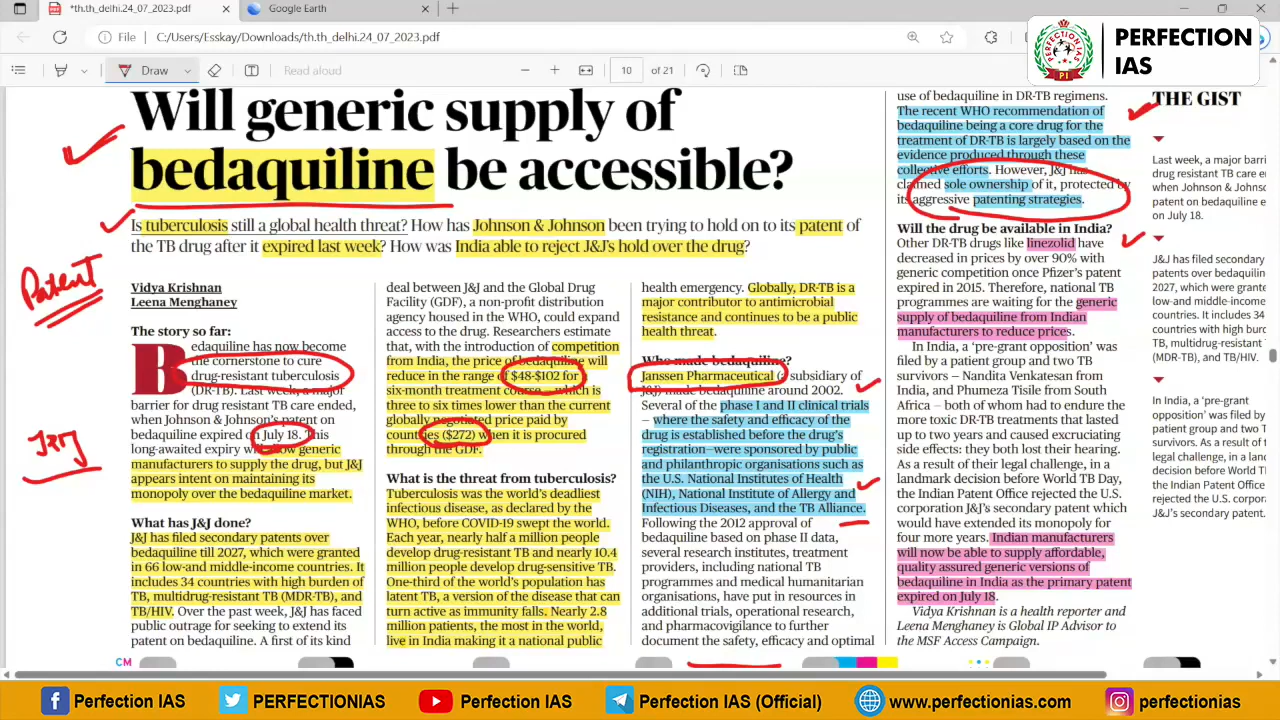 *th.th_delhi.24_07_2023.pdf
Google Earth
File
C:/Users/Esskay/Downloads/th.th_delhi.24_07_2023.pdf
PERFECTION
IAS
PI
Draw
Read aloud
10
of 21
Will generic supply of
bedaquiline be accessible?
Is tuberculosis still a global health threat? How has Johnson & Johnson been trying to hold on to its patent of
the TB drug after it expired last week? How was India able to reject J&J's hold over the drug?
Patent
J&J
Vidya Krishnan
Leena Menghaney
The story so far:
Bedaquiline has now become
the cornerstone to cure
drug-resistant tuberculosis
(DR-TB). Last week, a major
barrier for drug resistant TB care ended,
when Johnson & Johnson's patent on
bedaquiline expired on July 18. This
long-awaited expiry will allow generic
manufacturers to supply the drug, but J&J
appears intent on maintaining its
monopoly over the bedaquiline market.
What has J&J done?
J&J has filed secondary patents over
bedaquiline till 2027, which were granted
in 66 low-and middle-income countries. It
includes 34 countries with high burden of
TB, multidrug-resistant TB (MDR-TB), and
TB/HIV. Over the past week, J&J has faced
public outrage for seeking to extend its
patent on bedaquiline. A first of its kind
deal between J&J and the Global Drug
Facility (GDF), a non-profit distribution
agency housed in the WHO, could expand
access to the drug. Researchers estimate
that, with the introduction of competition
from India, the price of bedaquiline will
reduce in the range of $48-$102 for a
six-month treatment course – which is
three to six times lower than the current
globally negotiated price paid by
countries ($272) when it is procured
through the GDF.
What is the threat from tuberculosis?
Tuberculosis was the world's deadliest
infectious disease, as declared by the
WHO, before COVID-19 swept the world.
Each year, nearly half a million people
develop drug-resistant TB and nearly 10.4
million people develop drug-sensitive TB.
One-third of the world's population has
latent TB, a version of the disease that can
turn active as immunity falls. Nearly 2.8
million patients, the most in the world,
live in India making it a national public
health emergency. Globally, DR-TB is a
major contributor to antimicrobial
resistance and continues to be a public
health threat.
Who made bedaquiline?
Janssen Pharmaceutical (a subsidiary of
J&J) made bedaquiline around 2002.
Several of the phase I and II clinical trials
– where the safety and efficacy of the
drug is established before the drug's
registration–were sponsored by public
and philanthropic organisations such as
the U.S. National Institutes of Health
(NIH), National Institute of Allergy and
Infectious Diseases, and the TB Alliance.
Following the 2012 approval of
bedaquiline based on phase II data,
several research institutes, treatment
providers, including national TB
programmes and medical humanitarian
organisations, have put in resources in
additional trials, operational research,
and pharmacovigilance to further
document the safety, efficacy and optimal
use of bedaquiline in DR-TB regimens.
The recent WHO recommendation of
bedaquiline being a core drug for the
treatment of DR-TB is largely based on the
evidence produced through these
collective efforts. However, J&J has
claimed sole ownership of it, protected by
its aggressive patenting strategies.
Will the drug be available in India?
Other DR-TB drugs like linezolid have
decreased in prices by over 90% with
generic competition once Pfizer's patent
expired in 2015. Therefore, national TB
programmes are waiting for the generic
supply of bedaquiline from Indian
manufacturers to reduce prices.
In India, a 'pre-grant opposition' was
filed by a patient group and two TB
survivors – Nandita Venkatesan from
India, and Phumeza Tisile from South
Africa – both of whom had to endure the
more toxic DR-TB treatments that lasted
up to two years and caused excruciating
side effects: they both lost their hearing.
As a result of their legal challenge, in a
landmark decision before World TB Day,
the Indian Patent Office rejected the U.S.
corporation J&J's secondary patent which
would have extended its monopoly for
four more years. Indian manufacturers
will now be able to supply affordable,
quality assured generic versions of
bedaquiline in India as the primary patent
expired on July 18.
Vidya Krishnan is a health reporter and
Leena Menghaney is Global IP Advisor to
the MSF Access Campaign.
THE GIST
Last week, a major barri
drug resistant TB care en
when Johnson & Johnso
patent on bedaquiline e
on July 18.
J&J has filed secondary
patents over bedaquilin
2027, which were grante
low-and middle-income
countries. It includes 34
countries with high burd
TB, multidrug-resistant T
(MDR-TB), and TB/HIV.
In India, a 'pre-grant
opposition' was filed by
patient group and two T
survivors. As a result of
legal challenge, in a lan
decision before World T
the Indian Patent Office
rejected the U.S. corpor
J&J's secondary patent.
CM
Perfection IAS
PERFECTIONIAS
Perfection IAS
Perfection IAS (Official)
www.perfectionias.com
perfectionias